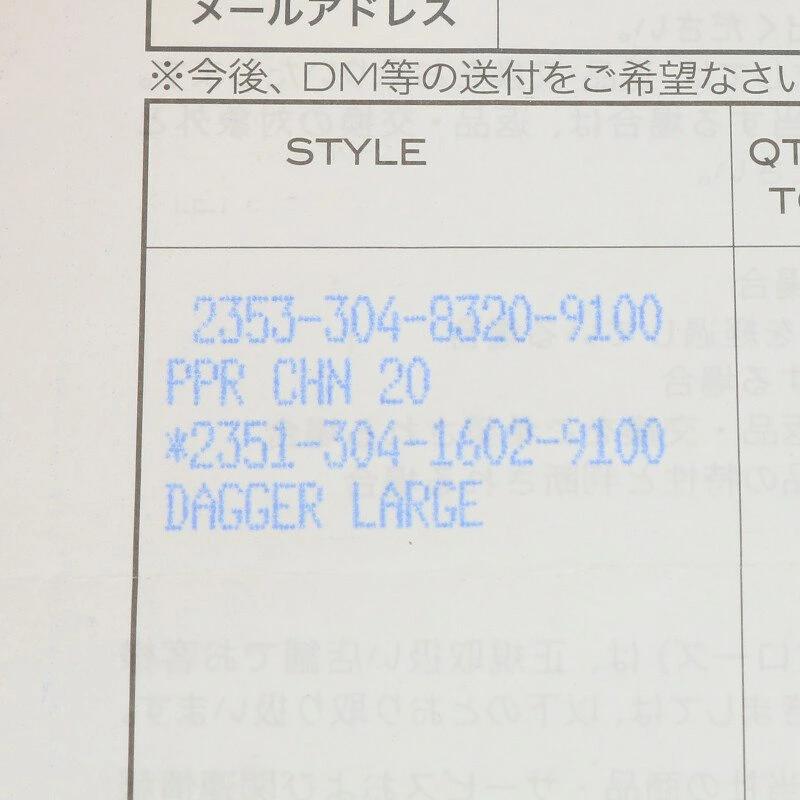 メールアドレス
※今後、DM等の送付をご希望なさい
STYLE
QT
TO
2353-304-8320-9100
PPR CHN 20
*2351-304-1602-9100
DAGGER LARGE